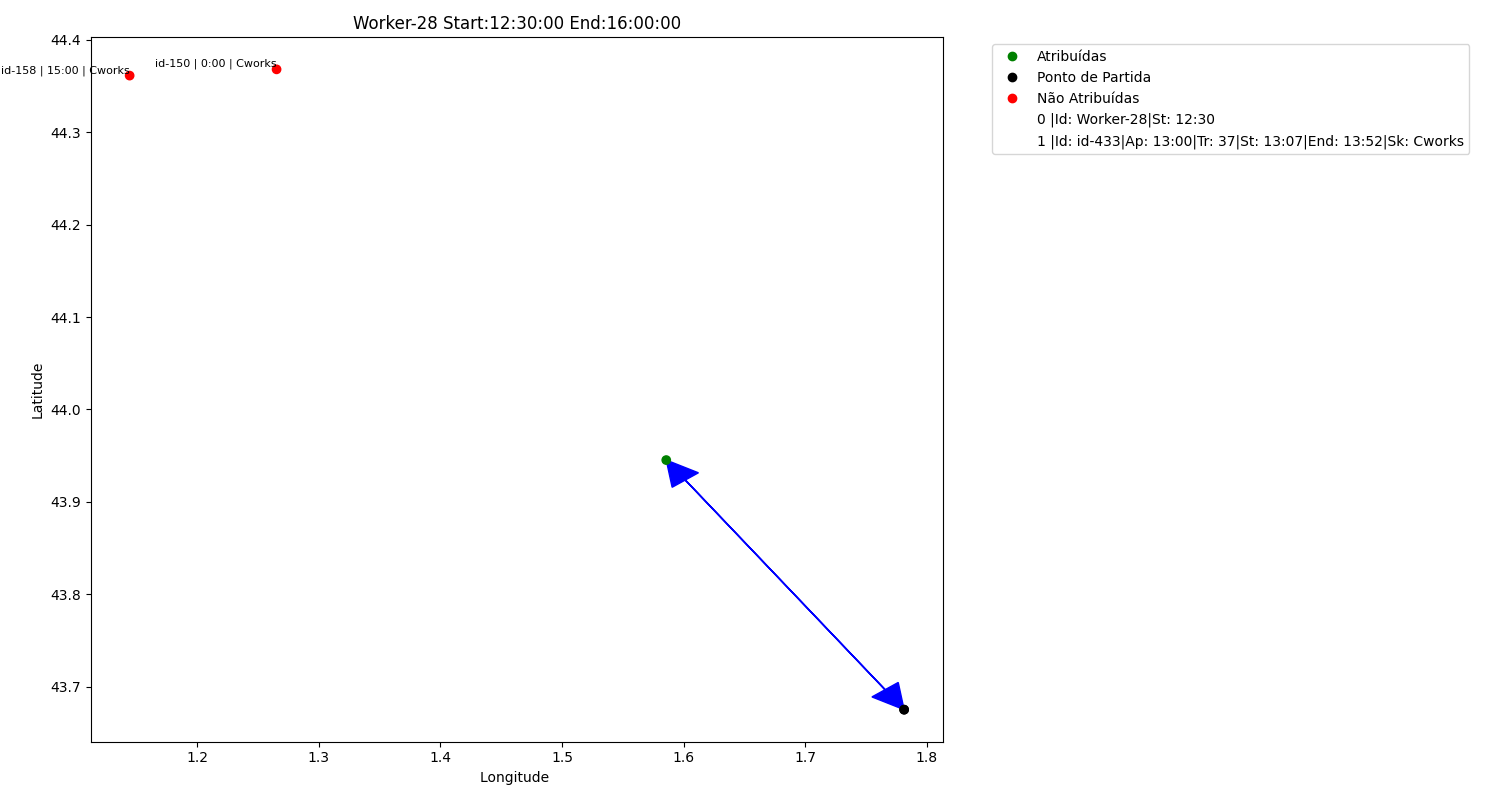 Worker-28 Start:12:30:00 End:16:00:00
44.4
44.3
44.2
44.1
44.0
43.9
43.8
43.7
Latitude
id-158 | 15:00 | Cworks
id-150 | 0:00 | Cworks
1.2
1.3
1.4
1.5
1.6
1.7
1.8
Longitude
Atribuídas
Ponto de Partida
Não Atribuídas
0 |Id: Worker-28|St: 12:30
1 |Id: id-433|Ap: 13:00|Tr: 37|St: 13:07|End: 13:52|Sk: Cworks